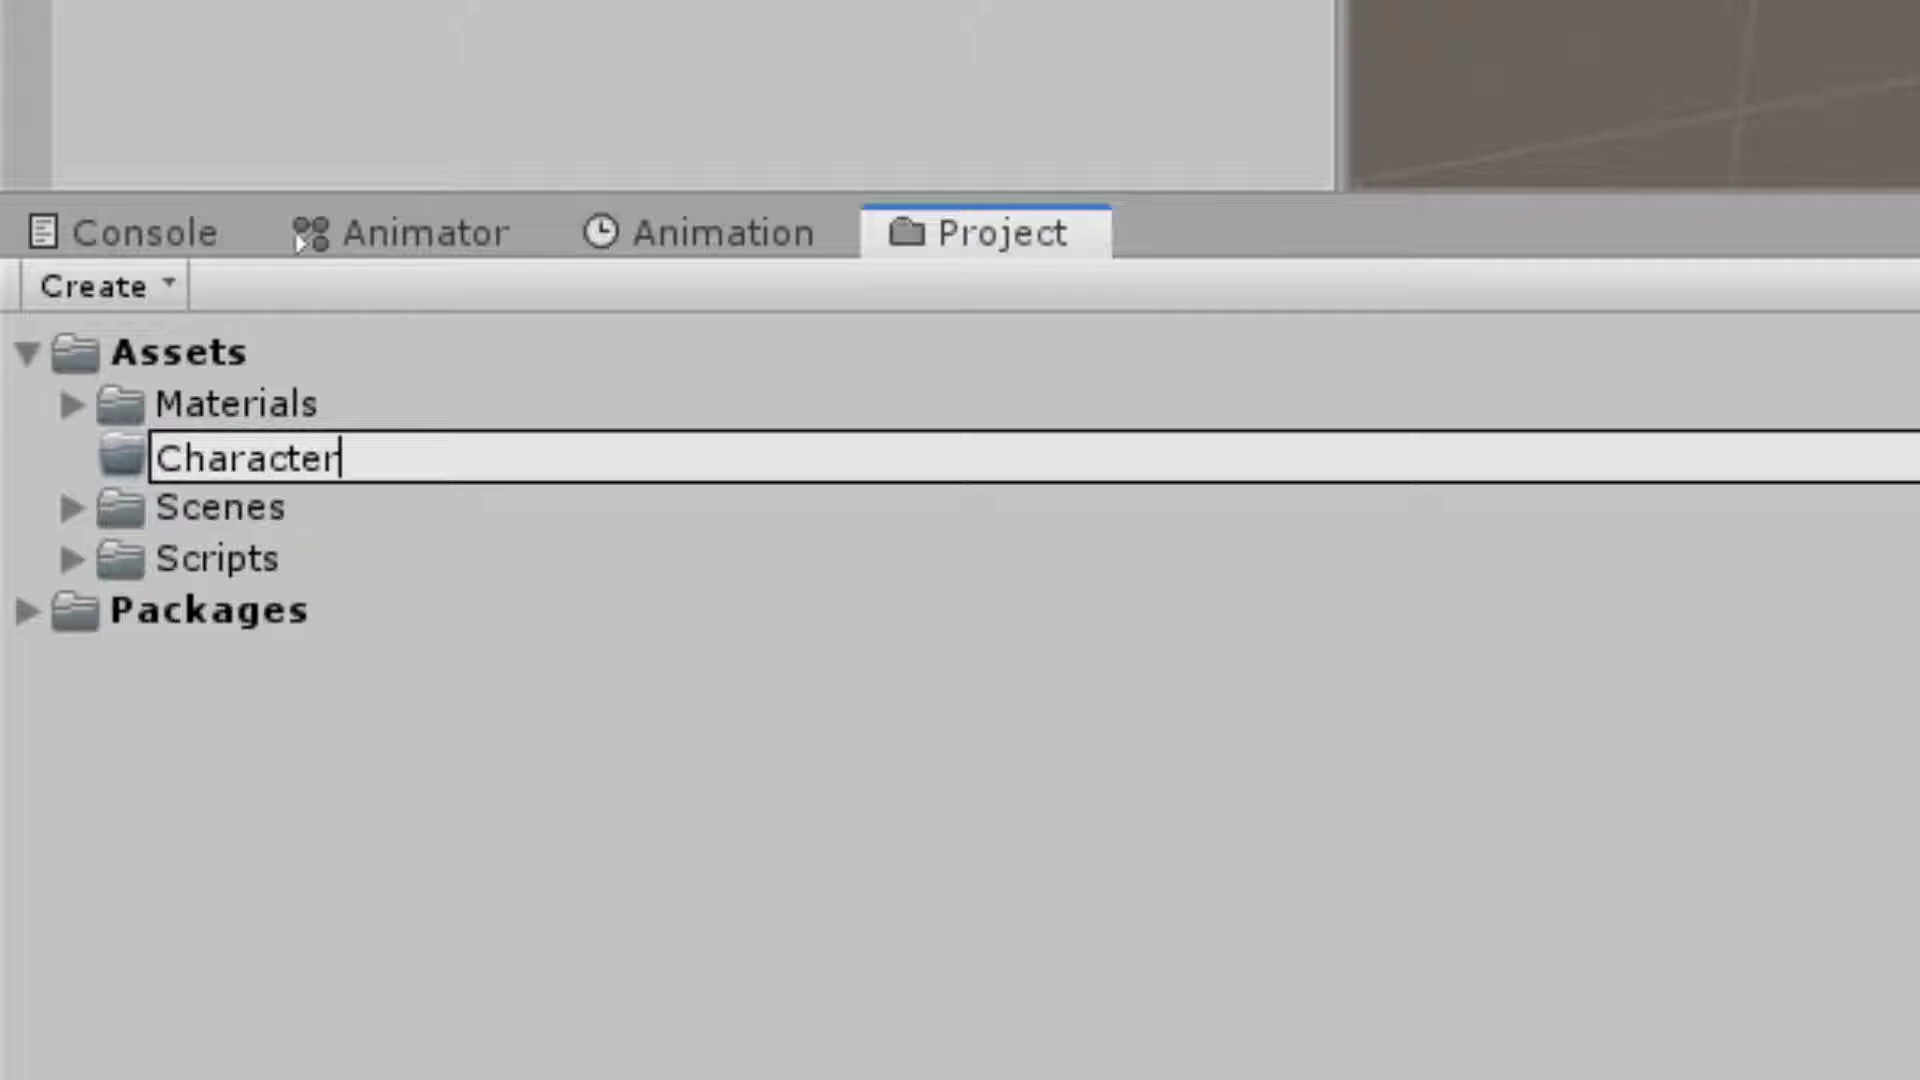 Console Animator Animation Project
Create
Assets
Materials
Character
Scenes
Scripts
Packages